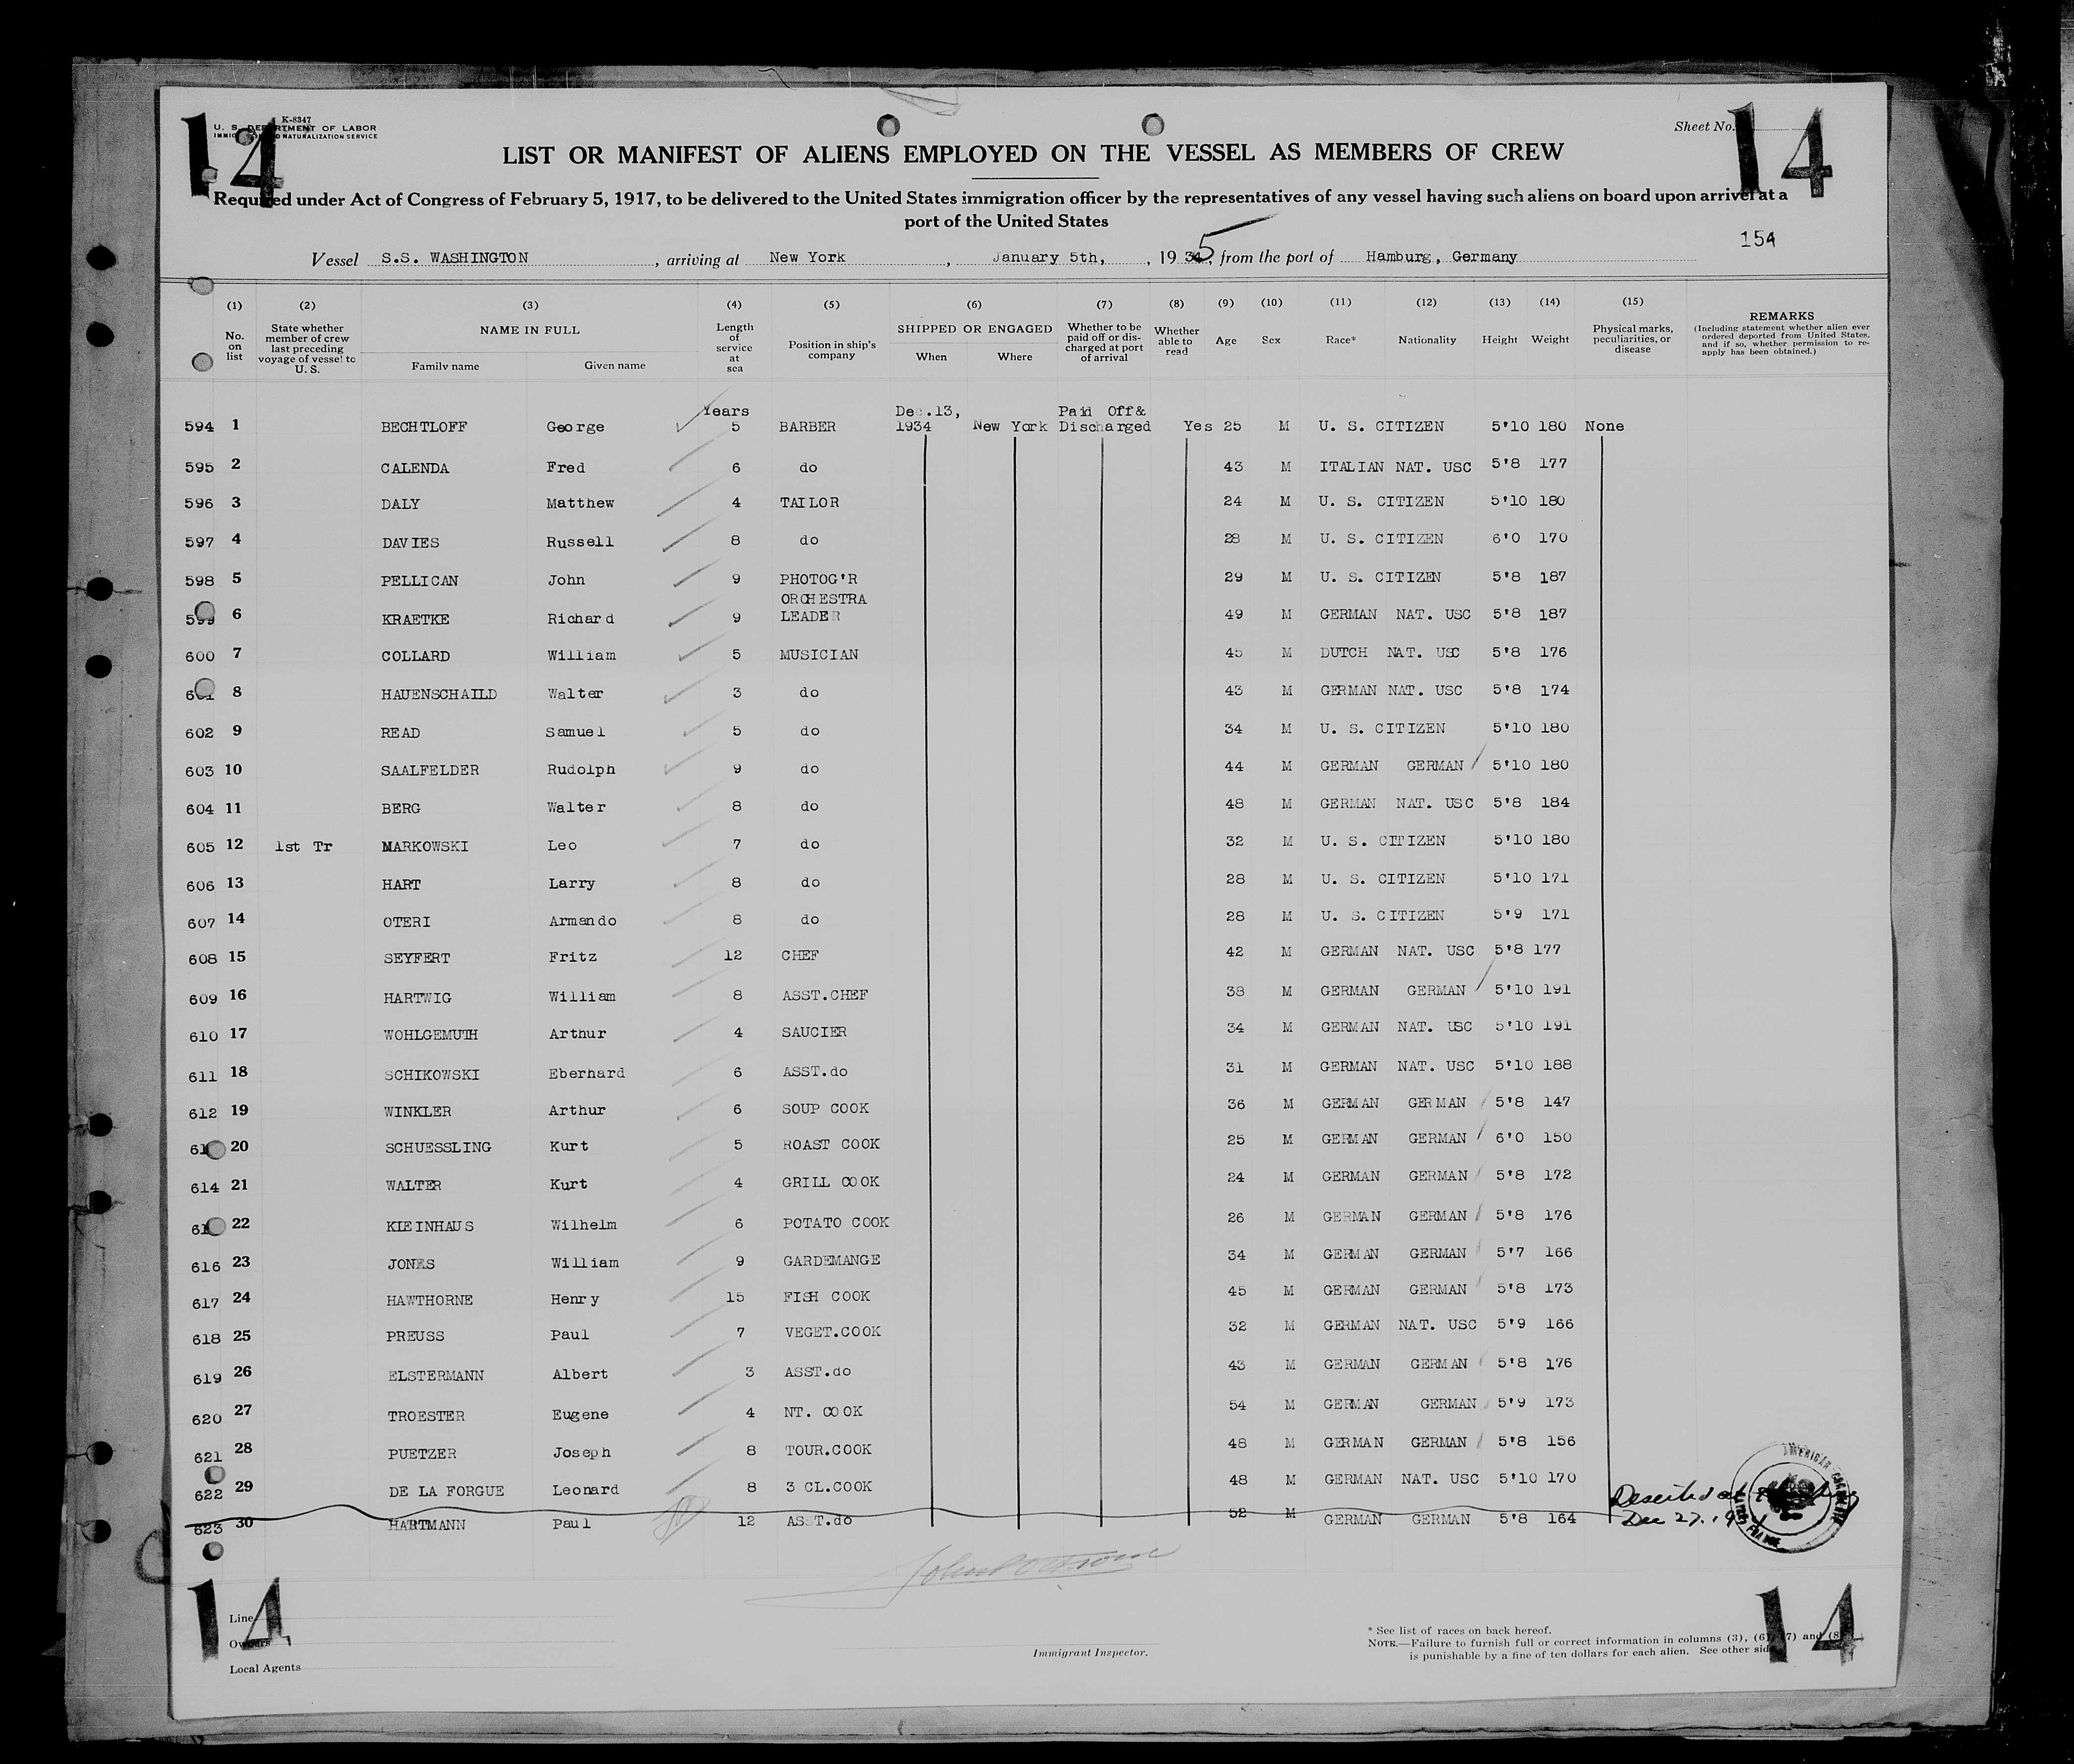 14
K-8347
U. S. DEPARTMENT OF LABOR
IMMIGRATION AND NATURALIZATION SERVICE
Sheet No. 14
LIST OR MANIFEST OF ALIENS EMPLOYED ON THE VESSEL AS MEMBERS OF CREW
Required under Act of Congress of February 5, 1917, to be delivered to the United States immigration officer by the representatives of any vessel having such aliens on board upon arrival at a
port of the United States
154
Vessel S.S. WASHINGTON, arriving at New York, January 5th, 1935, from the port of Hamburg, Germany
(1) No. on list
(2) State whether member of crew last preceding voyage of vessel to U. S.
(3) NAME IN FULL Family name Given name
(4) Length of service at sea
(5) Position in ship's company
(6) SHIPPED OR ENGAGED When Where
(7) Whether to be paid off or discharged at port of arrival
(8) Whether able to read
(9) Age
(10) Sex
(11) Race*
(12) Nationality
(13) Height
(14) Weight
(15) Physical marks, peculiarities, or disease
REMARKS (Including statement whether alien ever ordered deported from United States, and if so, whether permission to re-apply has been obtained.)
Years Dec.13, Paid Off&
594 1 BECHTLOFF George 5 BARBER 1934 New York Discharged Yes 25 M U. S. CITIZEN 5'10 180 None
595 2 CALENDA Fred 6 do 43 M ITALIAN NAT. USC 5'8 177
596 3 DALY Matthew 4 TAILOR 24 M U. S. CITIZEN 5'10 180
597 4 DAVIES Russell 8 do 28 M U. S. CITIZEN 6'0 170
598 5 PELLICAN John 9 PHOTOG'R 29 M U. S. CITIZEN 5'8 187
ORCHESTRA
599 6 KRAETKE Richard 9 LEADER 49 M GERMAN NAT. USC 5'8 187
600 7 COLLARD William 5 MUSICIAN 45 M DUTCH NAT. USC 5'8 176
601 8 HAUENSCHAILD Walter 3 do 43 M GERMAN NAT. USC 5'8 174
602 9 READ Samuel 5 do 34 M U. S. CITIZEN 5'10 180
603 10 SAALFELDER Rudolph 9 do 44 M GERMAN GERMAN 5'10 180
604 11 BERG Walter 8 do 48 M GERMAN NAT. USC 5'8 184
605 12 1st Tr MARKOWSKI Leo 7 do 32 M U. S. CITIZEN 5'10 180
606 13 HART Larry 8 do 28 M U. S. CITIZEN 5'10 171
607 14 OTERI Armando 8 do 28 M U. S. CITIZEN 5'9 171
608 15 SEYFERT Fritz 12 CHEF 42 M GERMAN NAT. USC 5'8 177
609 16 HARTWIG William 8 ASST.CHEF 38 M GERMAN GERMAN 5'10 191
610 17 WOHLGEMUTH Arthur 4 SAUCIER 34 M GERMAN NAT. USC 5'10 191
611 18 SCHIKOWSKI Eberhard 6 ASST.do 31 M GERMAN NAT. USC 5'10 188
612 19 WINKLER Arthur 6 SOUP COOK 36 M GERMAN GERMAN 5'8 147
61 20 SCHUESSLING Kurt 5 ROAST COOK 25 M GERMAN GERMAN 6'0 150
614 21 WALTER Kurt 4 GRILL COOK 24 M GERMAN GERMAN 5'8 172
61 22 KLEINHAUS Wilhelm 6 POTATO COOK 26 M GERMAN GERMAN 5'8 176
616 23 JONES William 9 GARDEMANGE 34 M GERMAN GERMAN 5'7 166
617 24 HAWTHORNE Henry 15 FISH COOK 45 M GERMAN GERMAN 5'8 173
618 25 PREUSS Paul 7 VEGET.COOK 32 M GERMAN NAT. USC 5'9 166
619 26 ELSTERMANN Albert 3 ASST.do 43 M GERMAN GERMAN 5'8 176
620 27 TROESTER Eugene 4 NT. COOK 54 M GERMAN GERMAN 5'9 173
621 28 PUETZER Joseph 8 TOUR.COOK 48 M GERMAN GERMAN 5'8 156
622 29 DE LA FORGUE Leonard 8 3 CL.COOK 48 M GERMAN NAT. USC 5'10 170
623 30 HARTMANN Paul 12 ASST.do 52 M GERMAN GERMAN 5'8 164
Deserted at
Dec 27, 19
AMERICAN
FRANCE
14
Line
Owners
Local Agents
Immigrant Inspector.
* See list of races on back hereof.
NOTE.—Failure to furnish full or correct information in columns (3), (6), (7) and (8)
is punishable by a fine of ten dollars for each alien. See other side
14